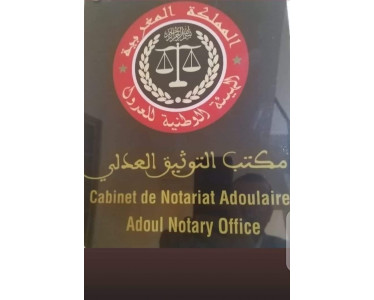 المملكة المغربية
الهيئة الوطنية للعدول
مكتب التوثيق العدلي
Cabinet de Notariat Adoulaire
Adoul Notary Office